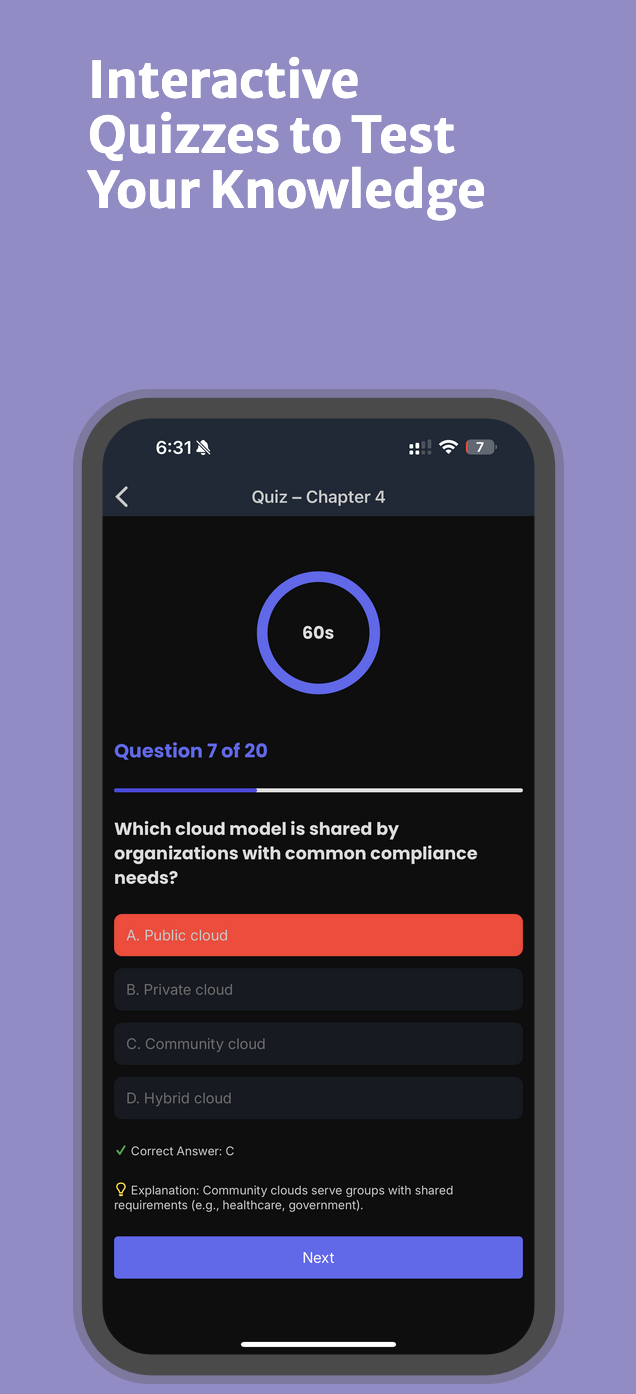 Interactive
Quizzes to Test
Your Knowledge
6:31
7
Quiz – Chapter 4
60s
Question 7 of 20
Which cloud model is shared by
organizations with common compliance
needs?
A. Public cloud
B. Private cloud
C. Community cloud
D. Hybrid cloud
Correct Answer: C
Explanation: Community clouds serve groups with shared
requirements (e.g., healthcare, government).
Next